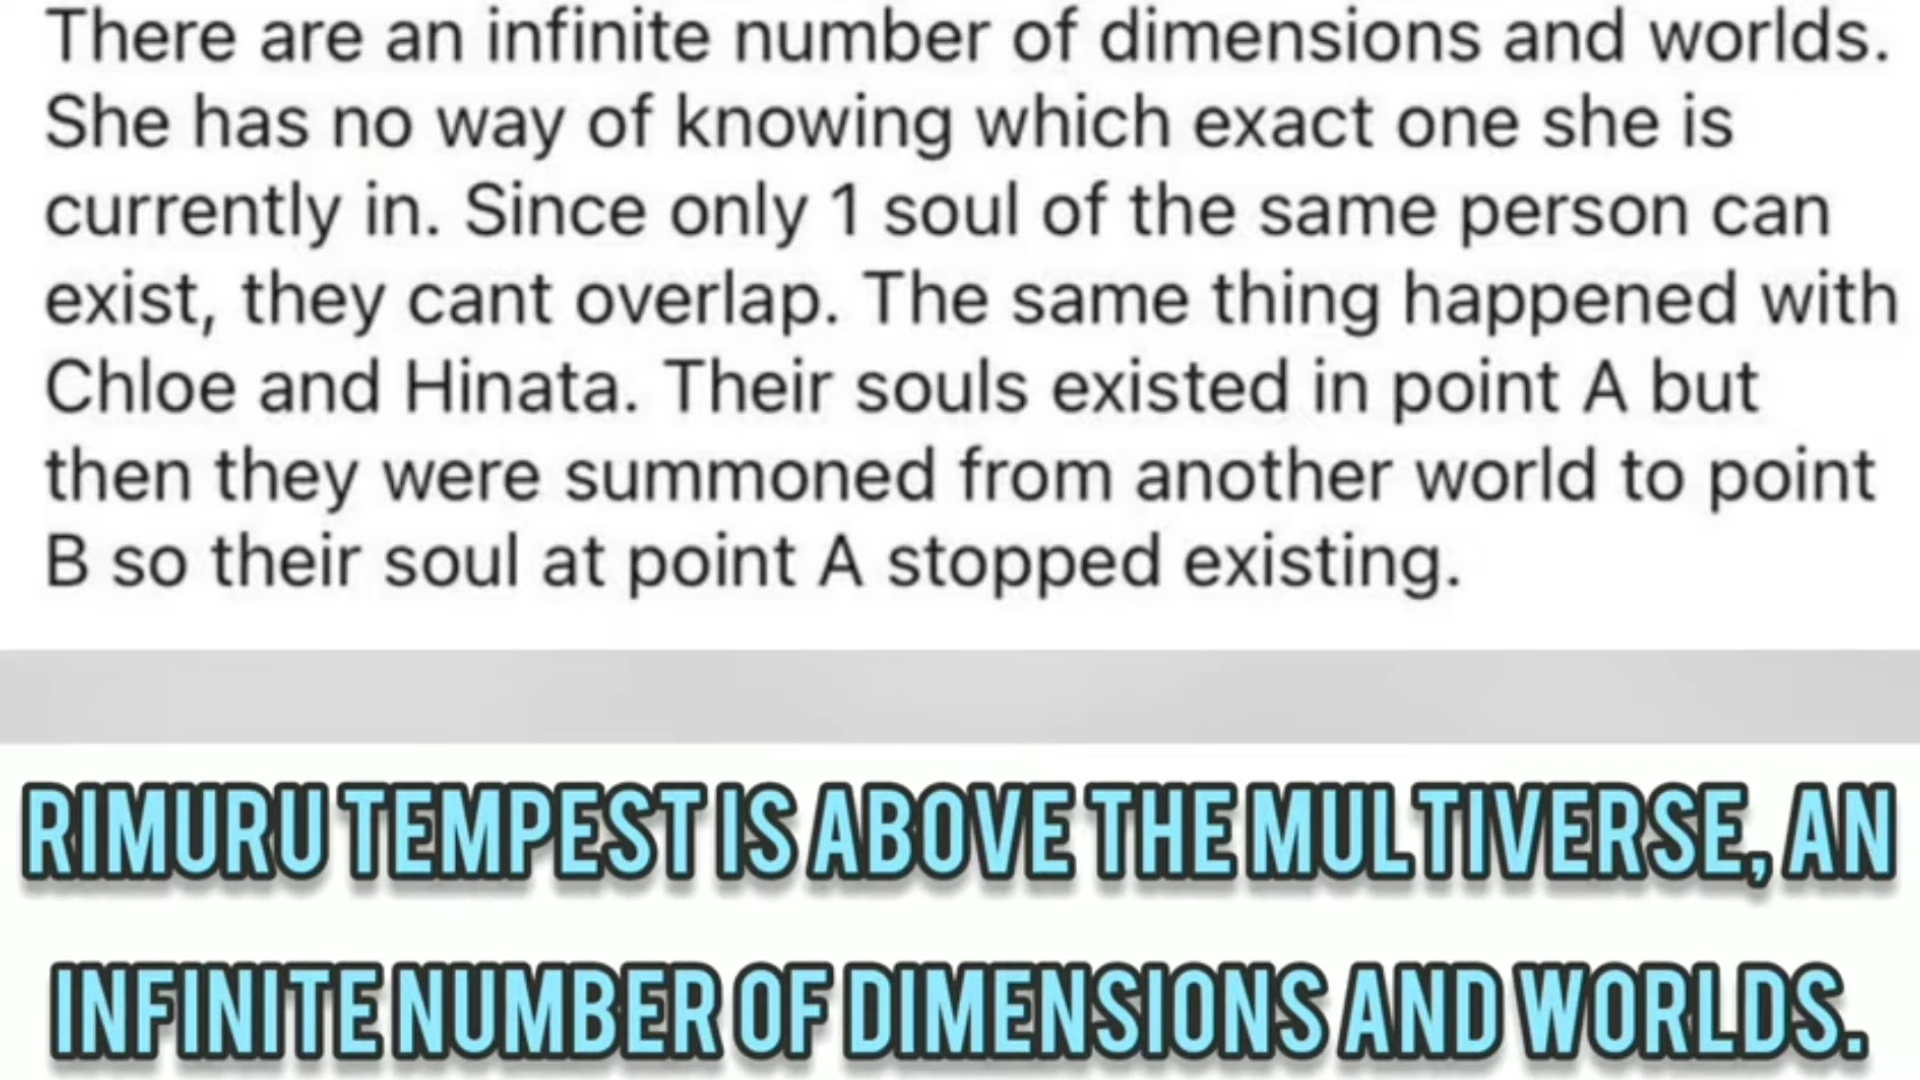 There are an infinite number of dimensions and worlds.
She has no way of knowing which exact one she is
currently in. Since only 1 soul of the same person can
exist, they cant overlap. The same thing happened with
Chloe and Hinata. Their souls existed in point A but
then they were summoned from another world to point
B so their soul at point A stopped existing.
RIMURU TEMPEST IS ABOVE THE MULTIVERSE, AN
INFINITE NUMBER OF DIMENSIONS AND WORLDS.